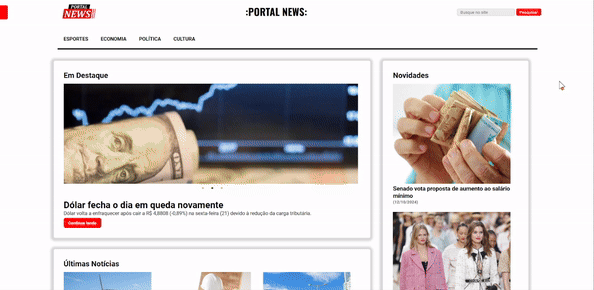 PORTAL
NEWS
:PORTAL NEWS:
Busque no site
Pesquisar
ESPORTES
ECONOMIA
POLÍTICA
CULTURA
Em Destaque
Dólar fecha o dia em queda novamente
Dólar volta a enfraquecer após cair a R$ 4,8808 (-0,89%) na sexta-feira (21) devido à redução da carga tributária.
Continue lendo
Últimas Notícias
Novidades
Senado vota proposta de aumento ao salário
mínimo
(12/10/2024)